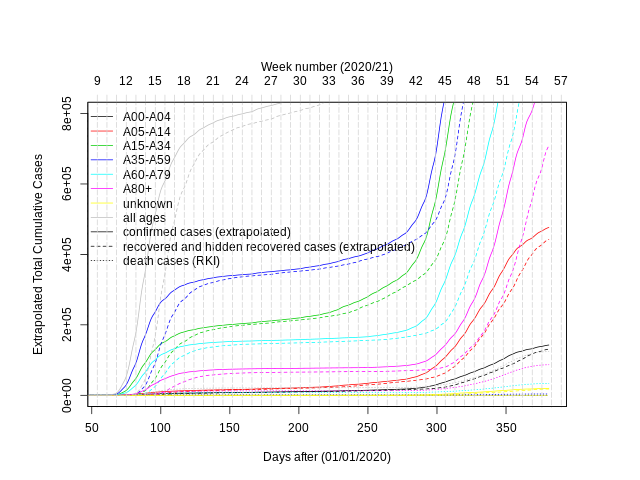 Week number (2020/21)
9 12 15 18 21 24 27 30 33 36 39 42 45 48 51 54 57
Extrapolated Total Cumulative Cases
8e+05
6e+05
4e+05
2e+05
0e+00
A00-A04
A05-A14
A15-A34
A35-A59
A60-A79
A80+
unknown
all ages
confirmed cases (extrapolated)
recovered and hidden recovered cases (extrapolated)
death cases (RKI)
50 100 150 200 250 300 350
Days after (01/01/2020)